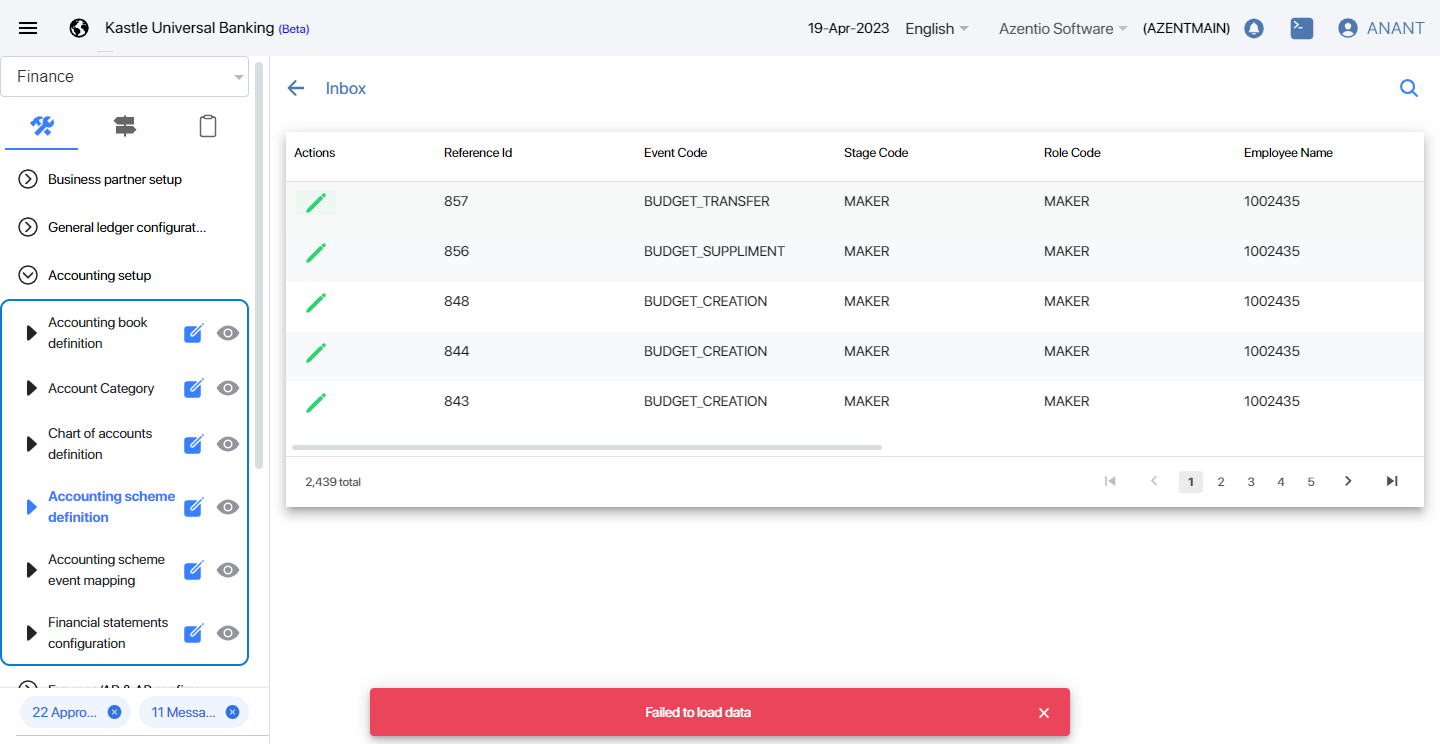 Kastle Universal Banking (Beta)
19-Apr-2023
English
Azentio Software
(AZENTMAIN)
ANANT
Finance
Business partner setup
General ledger configurat...
Accounting setup
Accounting book
definition
Account Category
Chart of accounts
definition
Accounting scheme
definition
Accounting scheme
event mapping
Financial statements
configuration
22 Appro...
11 Messa...
Inbox
Actions Reference Id Event Code Stage Code Role Code Employee Name
857 BUDGET_TRANSFER MAKER MAKER 1002435
856 BUDGET_SUPPLIMENT MAKER MAKER 1002435
848 BUDGET_CREATION MAKER MAKER 1002435
844 BUDGET_CREATION MAKER MAKER 1002435
843 BUDGET_CREATION MAKER MAKER 1002435
2,439 total
1 2 3 4 5
Failed to load data